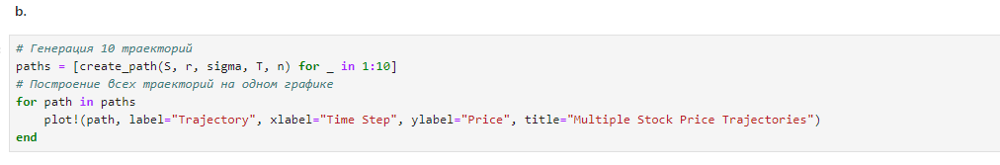 b.
# Генерация 10 траекторий
paths = [create_path(S, r, sigma, T, n) for _ in 1:10]
# Построение всех траекторий на одном графике
for path in paths
    plot!(path, label="Trajectory", xlabel="Time Step", ylabel="Price", title="Multiple Stock Price Trajectories")
end